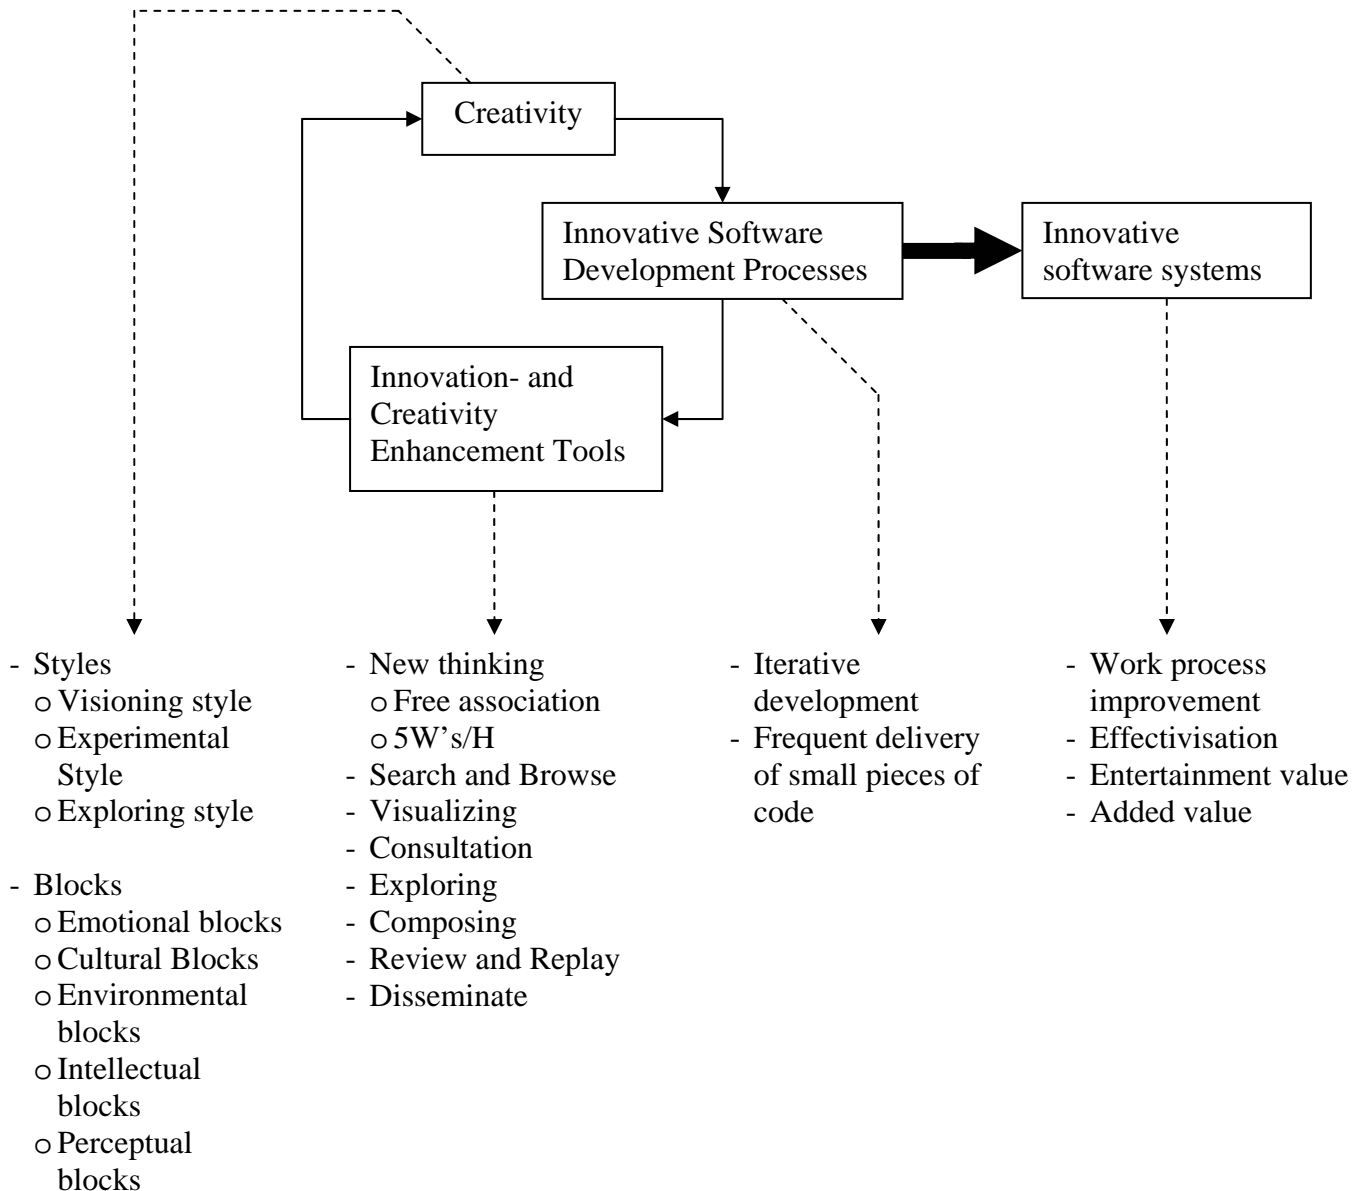 Creativity
Innovative Software
Development Processes
Innovative
software systems
Innovation- and
Creativity
Enhancement Tools
- Styles
o Visioning style
o Experimental
Style
o Exploring style
- Blocks
o Emotional blocks
o Cultural Blocks
o Environmental
blocks
o Intellectual
blocks
o Perceptual
blocks
- New thinking
o Free association
o 5W’s/H
- Search and Browse
- Visualizing
- Consultation
- Exploring
- Composing
- Review and Replay
- Disseminate
- Iterative
development
- Frequent delivery
of small pieces of
code
- Work process
improvement
- Effectivisation
- Entertainment value
- Added value